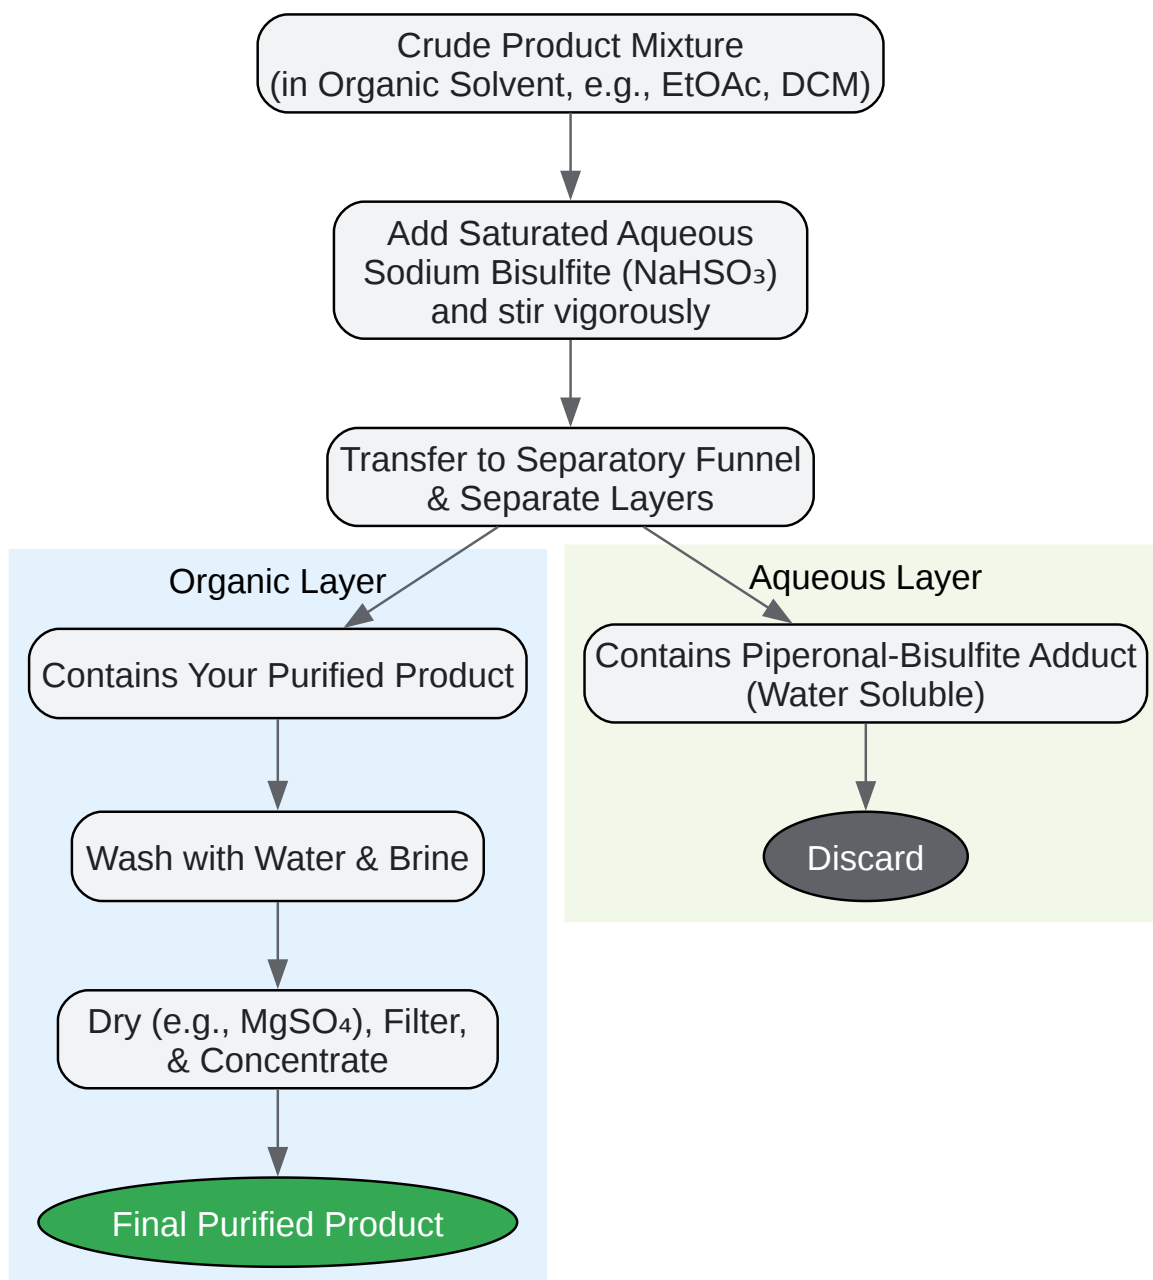 Crude Product Mixture
(in Organic Solvent, e.g., EtOAc, DCM)
Add Saturated Aqueous
Sodium Bisulfite (NaHSO₃)
and stir vigorously
Transfer to Separatory Funnel
& Separate Layers
Organic Layer
Contains Your Purified Product
Wash with Water & Brine
Dry (e.g., MgSO₄), Filter,
& Concentrate
Final Purified Product
Aqueous Layer
Contains Piperonal-Bisulfite Adduct
(Water Soluble)
Discard